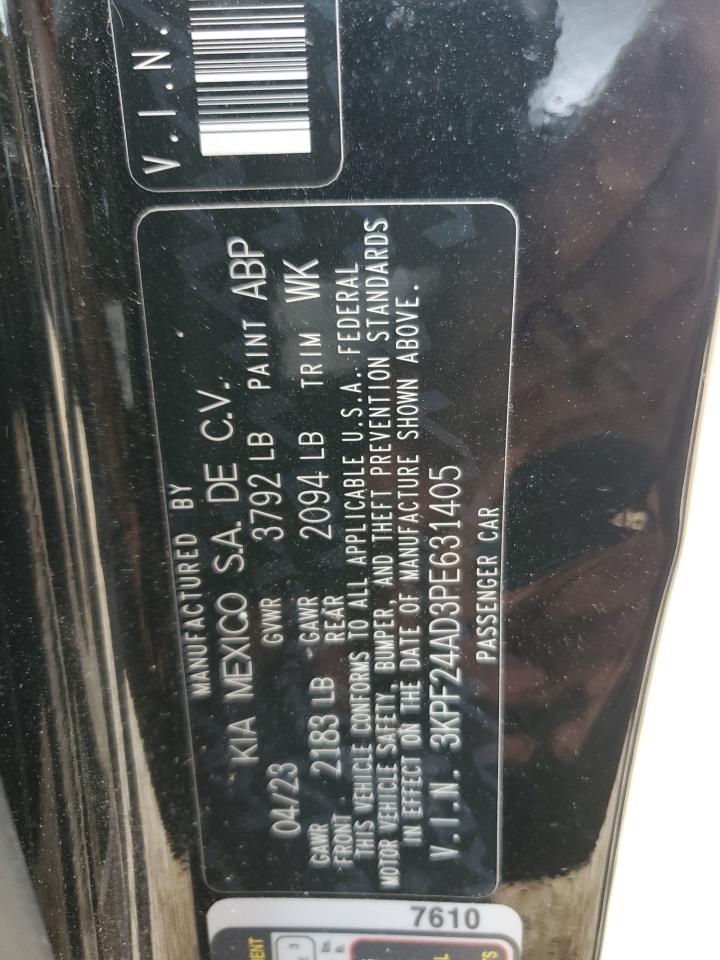 V.I.N.
MANUFACTURED BY
KIA MEXICO S.A. DE C.V.
04/23 GVWR 3792 LB PAINT ABP
GAWR FRONT 2183 LB GAWR REAR 2094 LB TRIM WK
THIS VEHICLE CONFORMS TO ALL APPLICABLE U.S.A. FEDERAL
MOTOR VEHICLE SAFETY, BUMPER, AND THEFT PREVENTION STANDARDS
IN EFFECT ON THE DATE OF MANUFACTURE SHOWN ABOVE.
V.I.N. 3KPF24AD3PE631405
PASSENGER CAR
7610